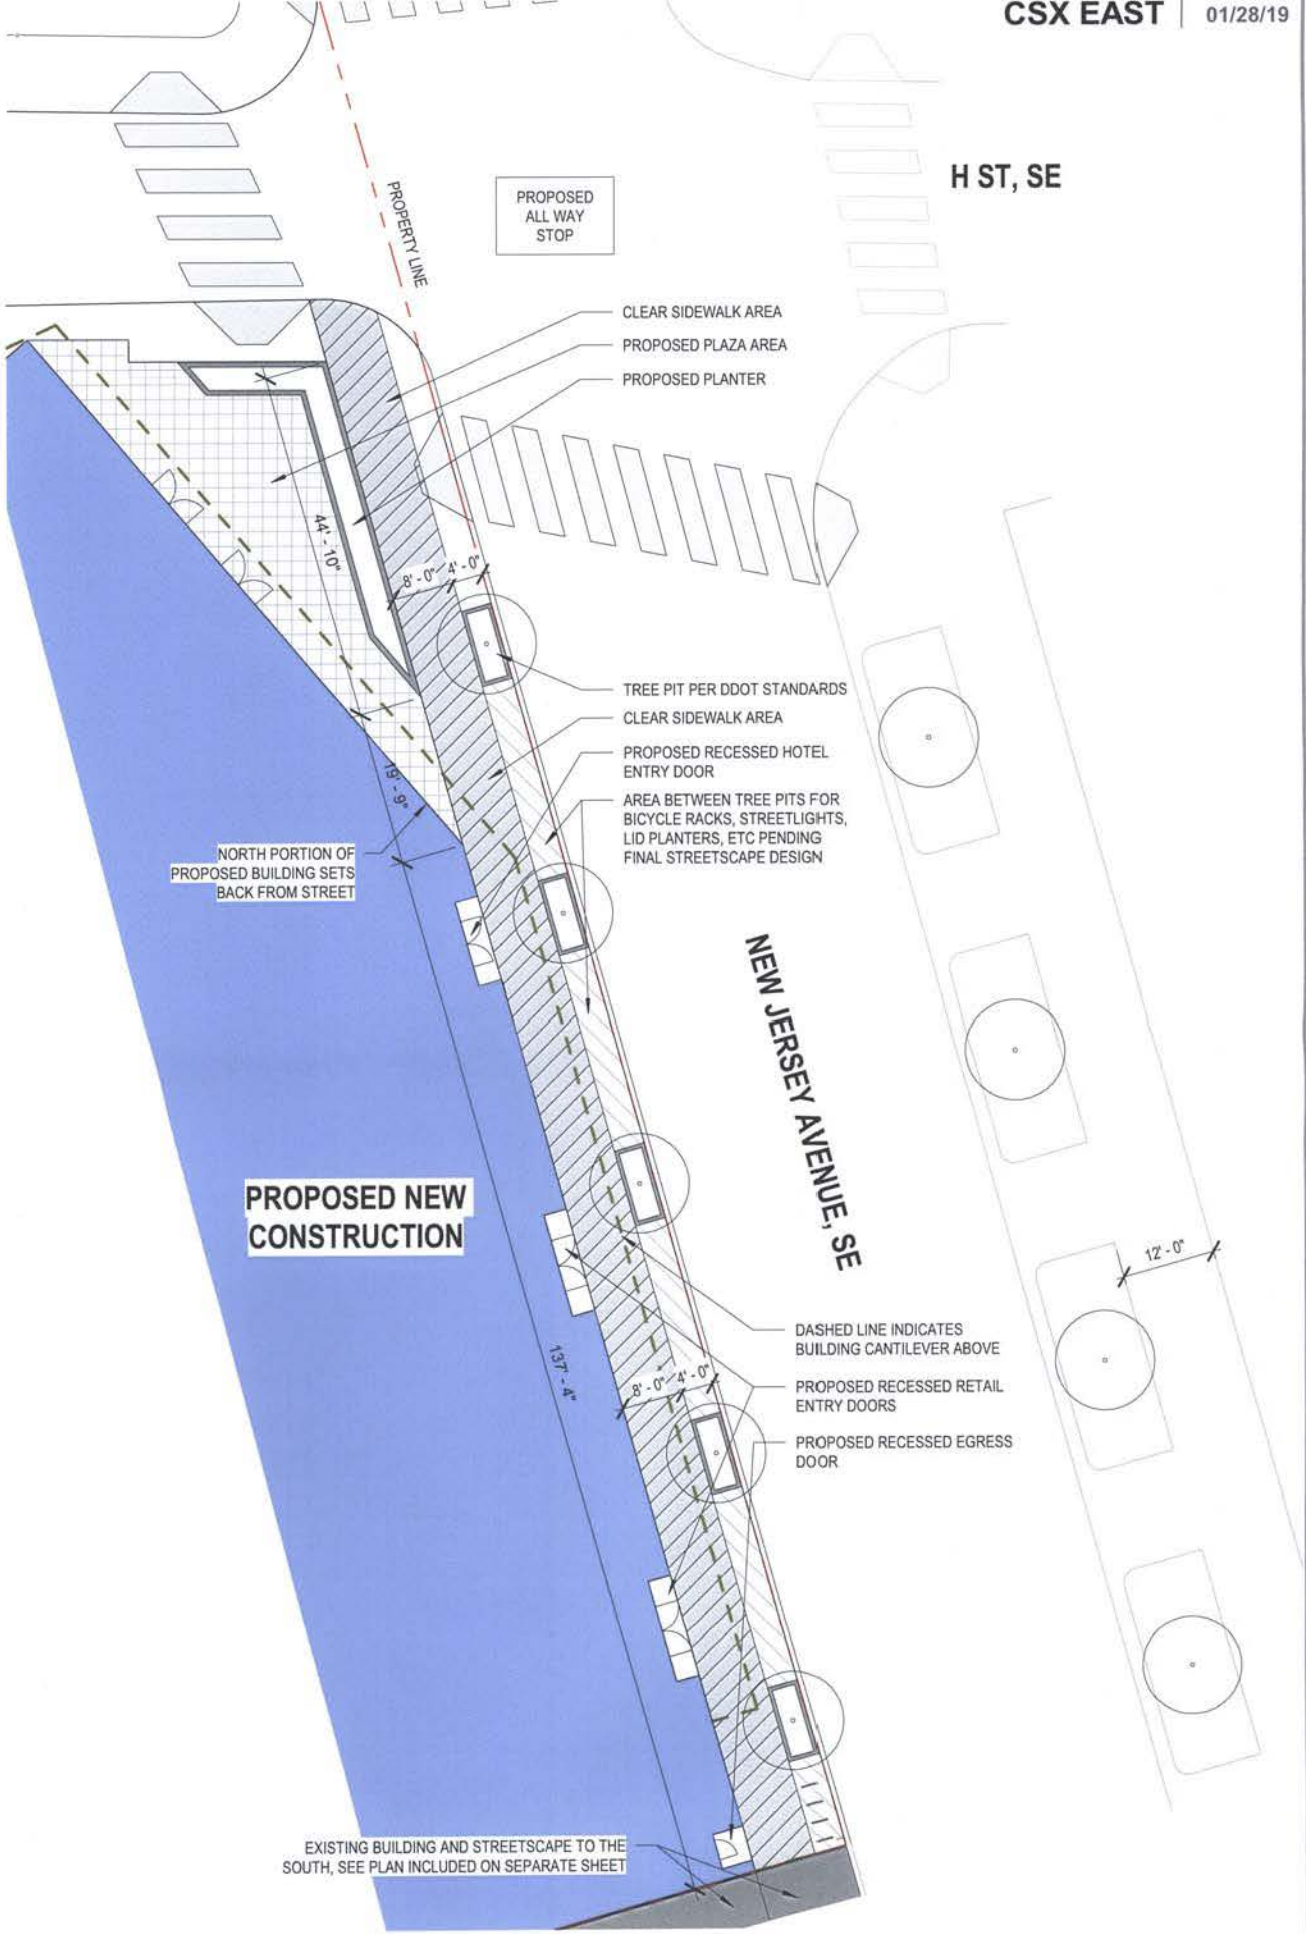 CSX EAST | 01/28/19
H ST, SE
PROPERTY LINE
PROPOSED
ALL WAY
STOP
CLEAR SIDEWALK AREA
PROPOSED PLAZA AREA
PROPOSED PLANTER
44' - 10"
8' - 0"
4' - 0"
TREE PIT PER DDOT STANDARDS
CLEAR SIDEWALK AREA
PROPOSED RECESSED HOTEL
ENTRY DOOR
AREA BETWEEN TREE PITS FOR
BICYCLE RACKS, STREETLIGHTS,
LID PLANTERS, ETC PENDING
FINAL STREETSCAPE DESIGN
19' - 9"
NORTH PORTION OF
PROPOSED BUILDING SETS
BACK FROM STREET
NEW JERSEY AVENUE, SE
PROPOSED NEW
CONSTRUCTION
12' - 0"
DASHED LINE INDICATES
BUILDING CANTILEVER ABOVE
137' - 4"
8' - 0"
4' - 0"
PROPOSED RECESSED RETAIL
ENTRY DOORS
PROPOSED RECESSED EGRESS
DOOR
EXISTING BUILDING AND STREETSCAPE TO THE
SOUTH, SEE PLAN INCLUDED ON SEPARATE SHEET